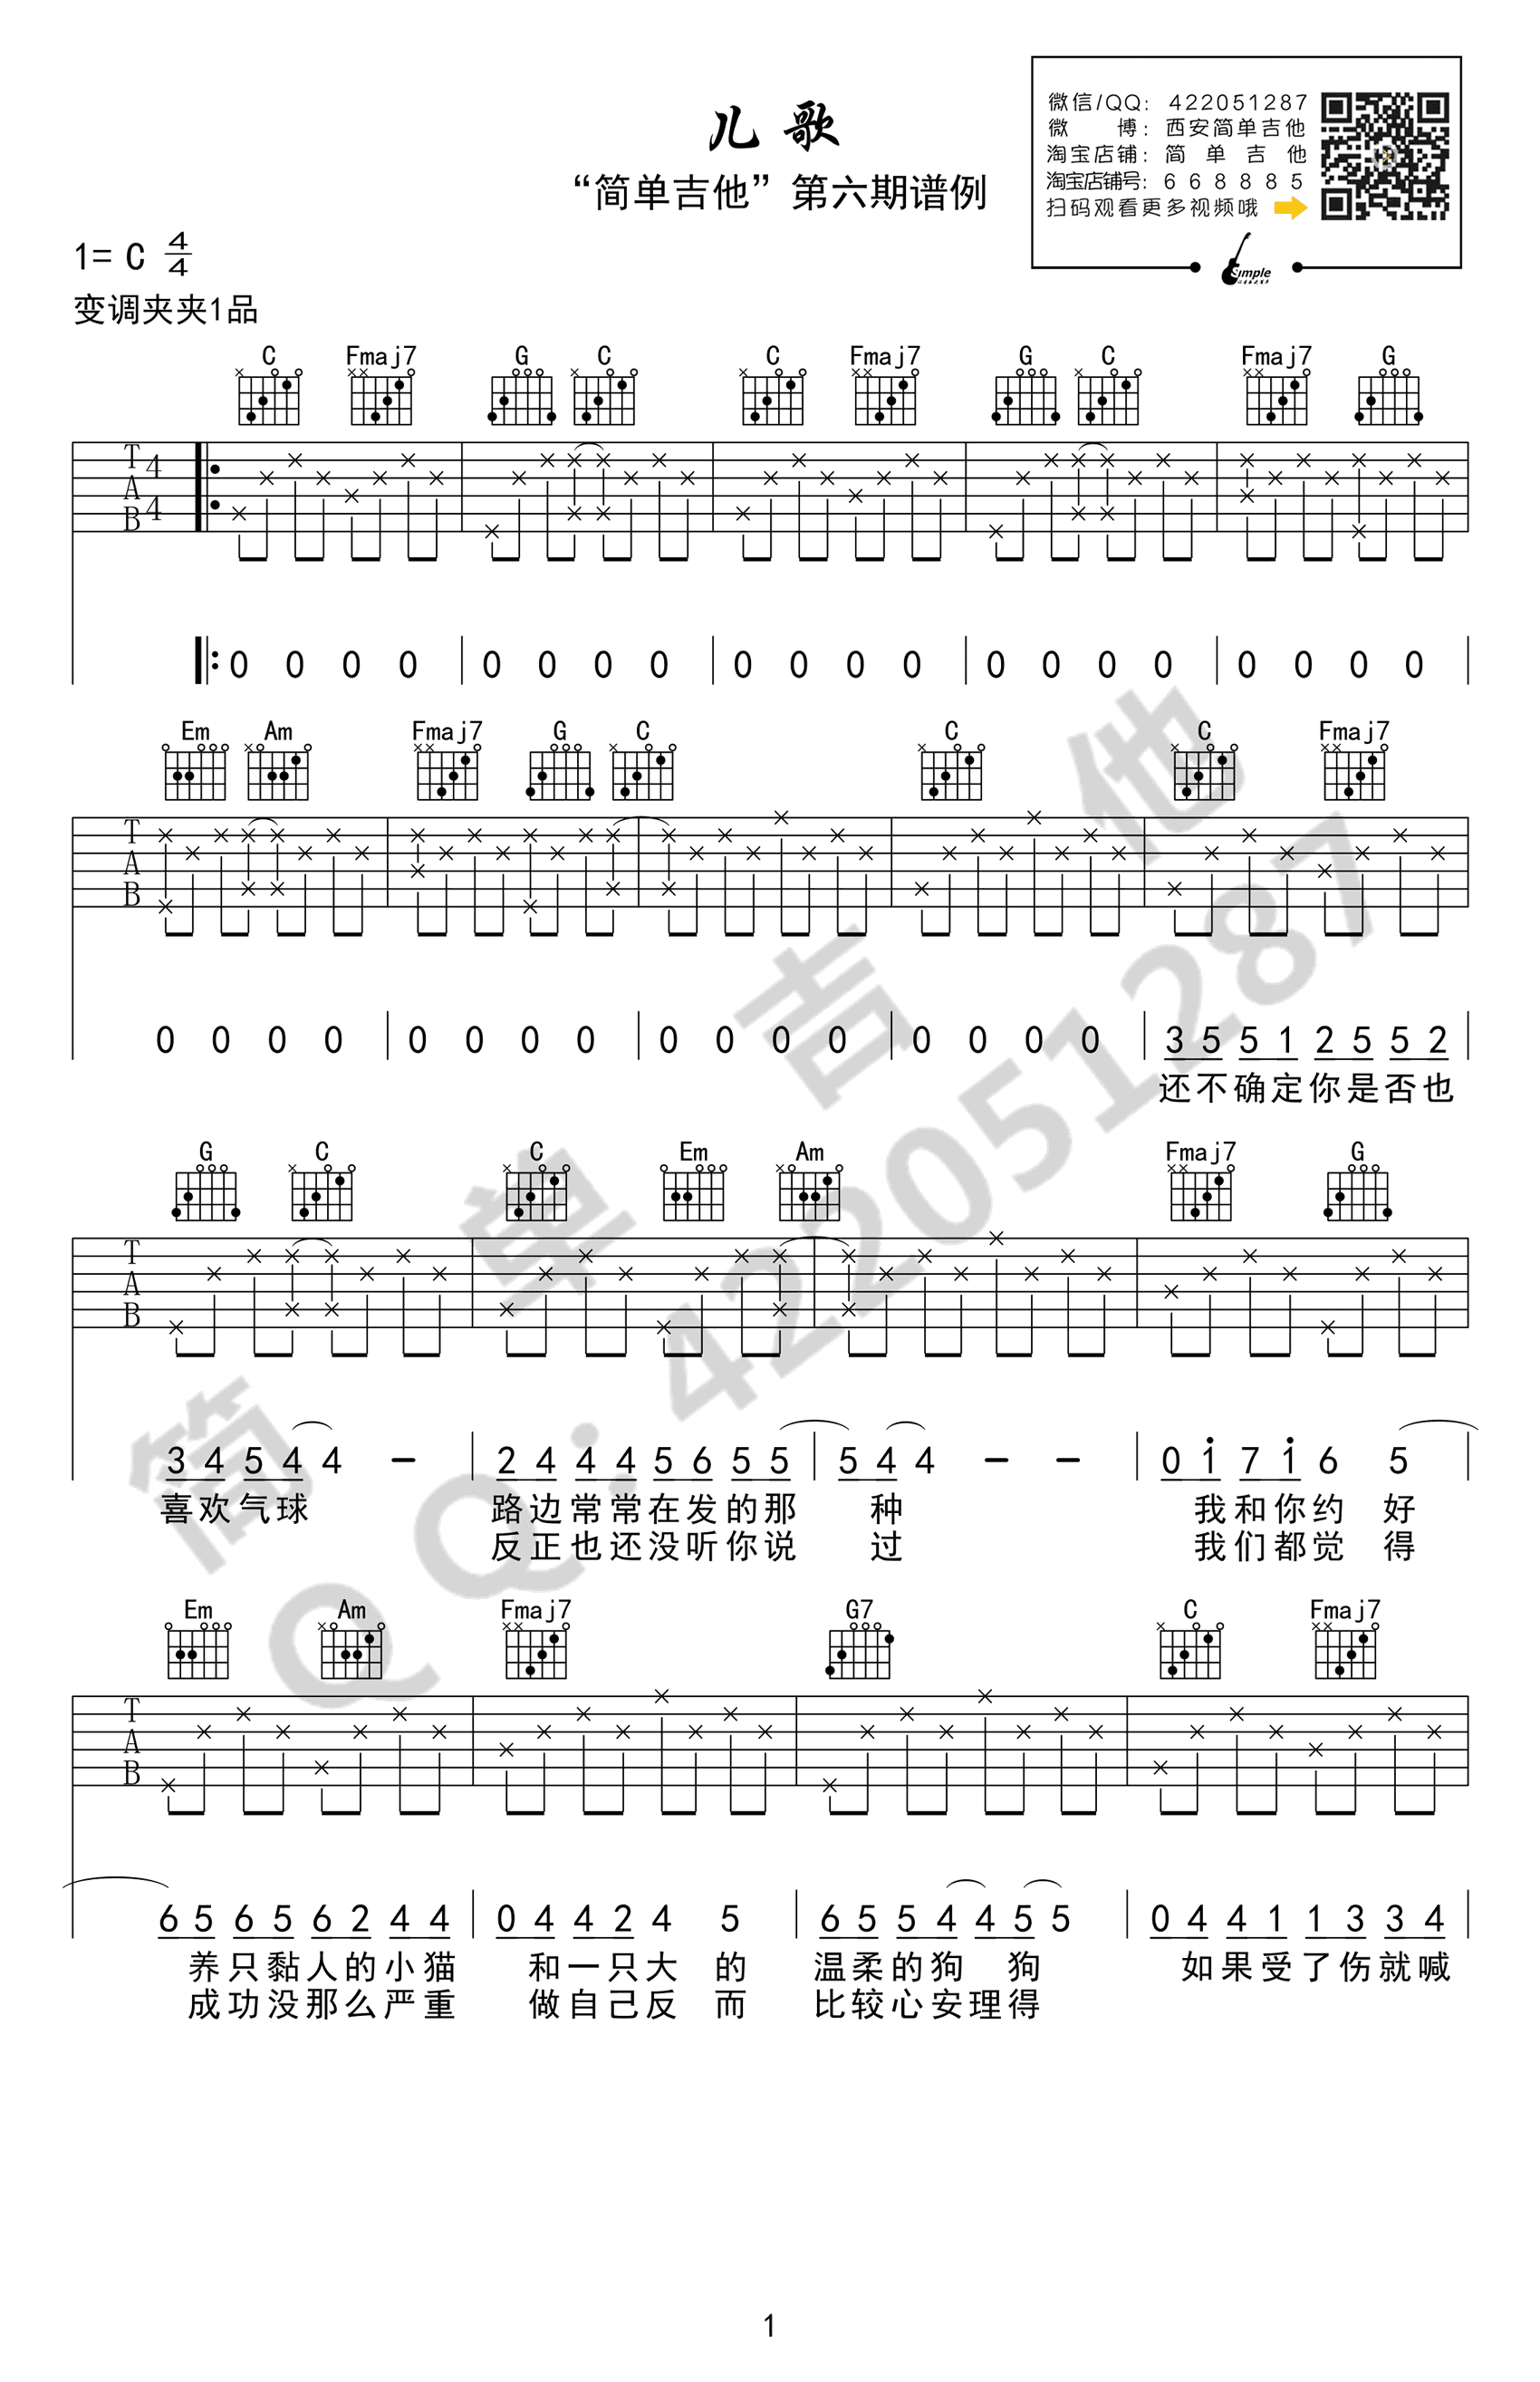 儿 歌
“简单吉他”第六期谱例
微信/QQ: 422051287
微 博: 西安简单吉他
淘宝店铺: 简 单 吉 他
淘宝店铺号: 6 6 8 8 8 5
扫码观看更多视频哦
Simple
1= C 4/4
变调夹夹1品
C Fmaj7 G C C Fmaj7 G C Fmaj7 G
T A B 4 4
0 0 0 0 0 0 0 0 0 0 0 0 0 0 0 0 0 0 0 0
Em Am Fmaj7 G C C C Fmaj7
T A B
0 0 0 0 0 0 0 0 0 0 0 0 0 0 0 0 3 5 5 1 2 5 5 2
还不确定你是否也
G C C Em Am Fmaj7 G
T A B
3 4 5 4 4 - 2 4 4 4 5 6 5 5 5 4 4 - - 0 1 7 1 6 5
喜欢气球 路边常常在发的那 种 我和你约 好
反正也还没听你说 过 我们都觉 得
Em Am Fmaj7 G7 C Fmaj7
T A B
6 5 6 5 6 2 4 4 0 4 4 2 4 5 6 5 5 4 4 5 5 0 4 4 1 1 3 3 4
养只黏人的小猫 和一只大 的 温柔的狗 狗 如果受了伤就喊
成功没那么严重 做自己反 而 比较心安理得
简 单 吉 他
QQ:422051287
1